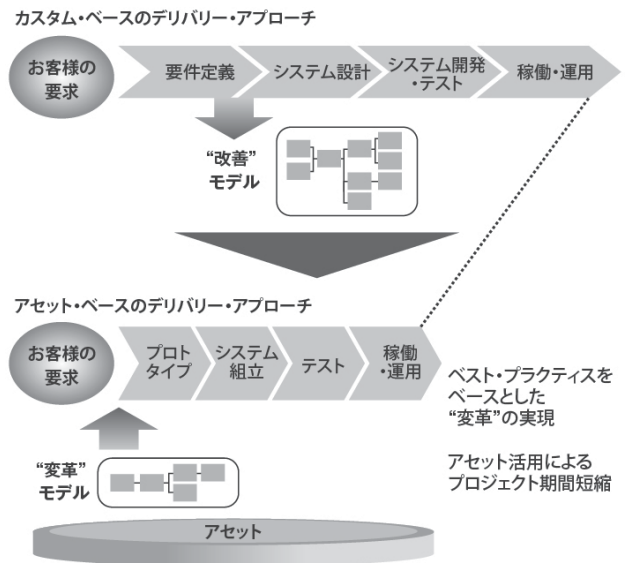 カスタム・ベースのデリバリー・アプローチ
お客様の
要求
要件定義
システム設計
システム開発
・テスト
稼働・運用
“改善”
モデル
アセット・ベースのデリバリー・アプローチ
お客様の
要求
プロト
タイプ
システム
組立
テスト
稼働
・運用
ベスト・プラクティスを
ベースとした
“変革”の実現
アセット活用による
プロジェクト期間短縮
“変革”
モデル
アセット